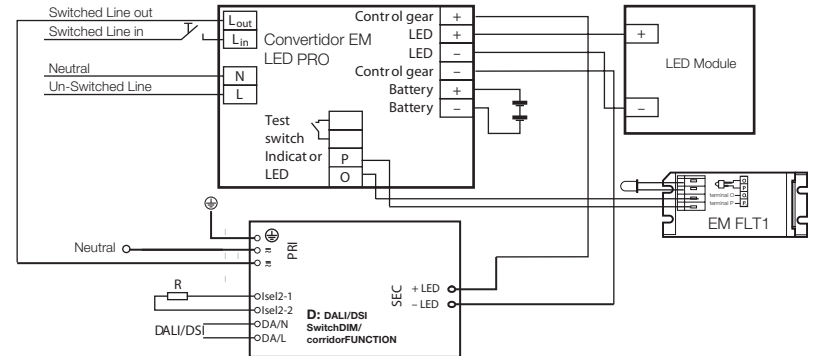 Switched Line out
Switched Line in
Neutral
Un-Switched Line
Lout
Lin
N
L
Convertidor EM
LED PRO
Control gear +
LED +
LED –
Control gear –
Battery +
Battery –
Test
switch
Indicator
LED
P
O
+
LED Module
–
terminal O
terminal P
O
P
O
P
EM FLT1
Neutral
PRI
R
Isel2-1
Isel2-2
DALI/DSI
DA/N
DA/L
D: DALI/DSI
SwitchDIM/
corridorFUNCTION
SEC
+ LED
– LED